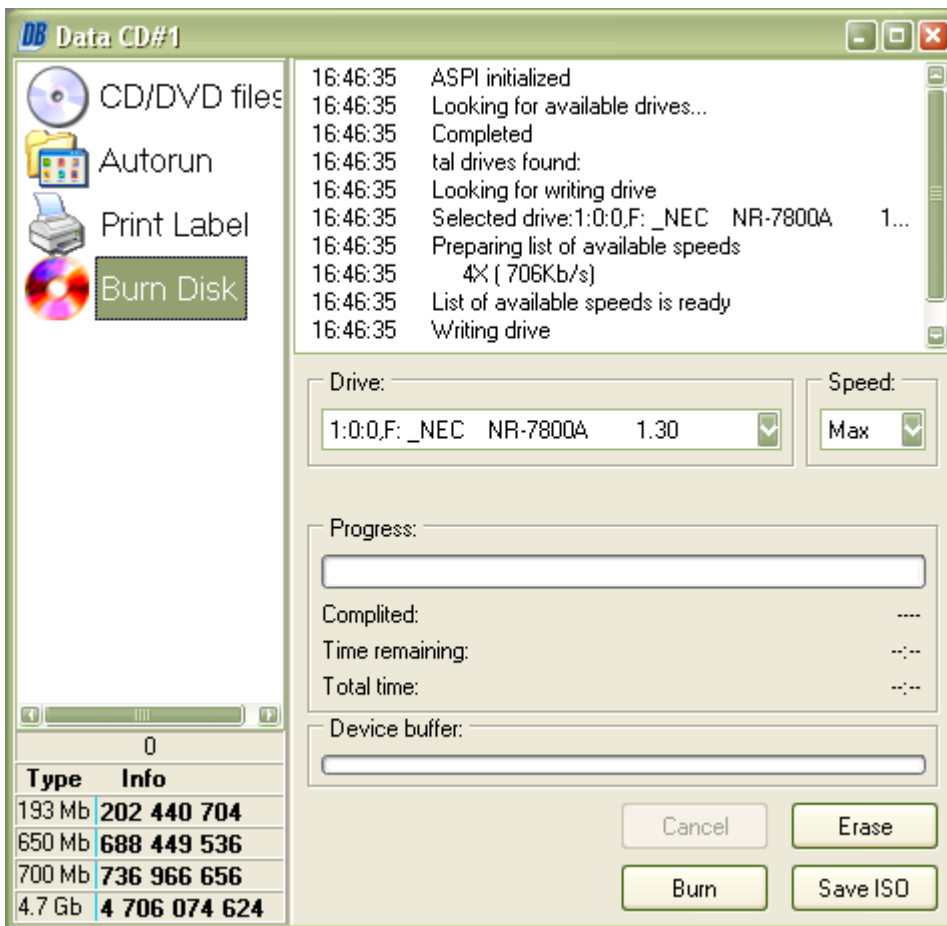 DB Data CD#1
CD/DVD files
Autorun
Print Label
Burn Disk
0
Type Info
193 Mb 202 440 704
650 Mb 688 449 536
700 Mb 736 966 656
4.7 Gb 4 706 074 624
16:46:35 ASPI initialized
16:46:35 Looking for available drives...
16:46:35 Completed
16:46:35 tal drives found:
16:46:35 Looking for writing drive
16:46:35 Selected drive:1:0:0,F: _NEC NR-7800A 1...
16:46:35 Preparing list of available speeds
16:46:35 4X ( 706Kb/s)
16:46:35 List of available speeds is ready
16:46:35 Writing drive
Drive: Speed:
1:0:0,F: _NEC NR-7800A 1.30 Max
Progress:
Complited: ----
Time remaining: --:--
Total time: --:--
Device buffer:
Cancel Erase
Burn Save ISO